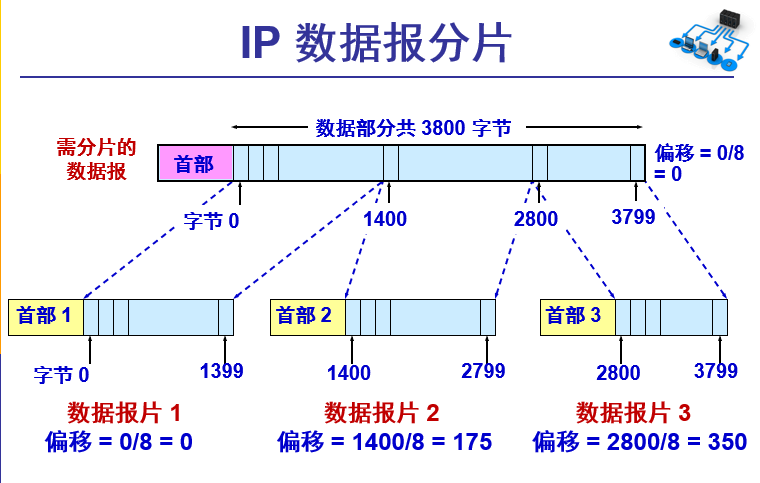 IP 数据报分片
数据部分共 3800 字节
需分片的
数据报
首部
偏移 = 0/8
= 0
字节 0
1400
2800
3799
首部 1
首部 2
首部 3
字节 0
1399
1400
2799
2800
3799
数据报片 1
偏移 = 0/8 = 0
数据报片 2
偏移 = 1400/8 = 175
数据报片 3
偏移 = 2800/8 = 350